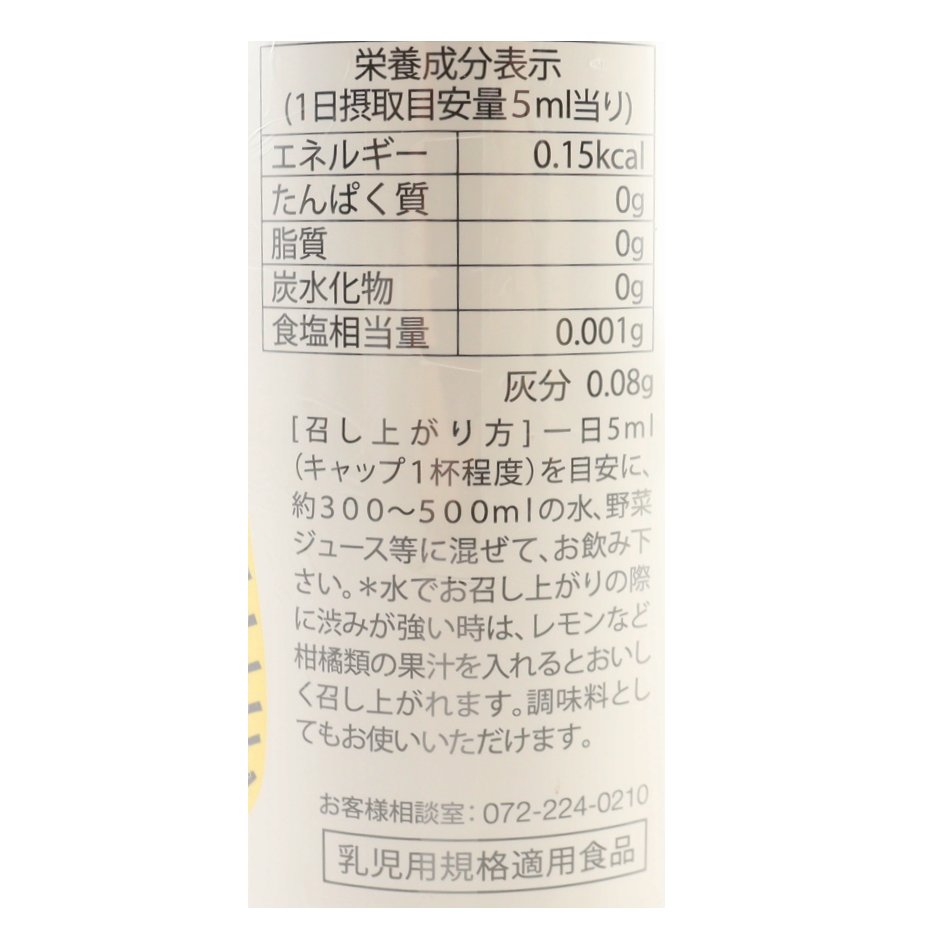 栄養成分表示
(1日摂取目安量5ml当り)
エネルギー 0.15kcal
たんぱく質 0g
脂質 0g
炭水化物 0g
食塩相当量 0.001g
灰分 0.08g
[召し上がり方]一日5ml
(キャップ1杯程度)を目安に、
約300～500mlの水、野菜
ジュース等に混ぜて、お飲み下
さい。＊水でお召し上がりの際
に渋みが強い時は、レモンなど
柑橘類の果汁を入れるとおいし
く召し上がれます。調味料とし
てもお使いいただけます。
お客様相談室：072-224-0210
乳児用規格適用食品